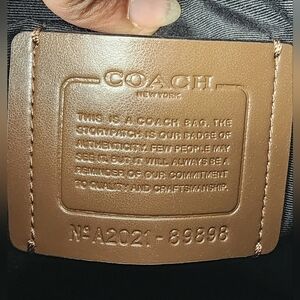 COACH
NEW YORK
THIS IS A COACH BAG. THE
STORYPATCH IS OUR BADGE OF
AUTHENTICITY. FEW PEOPLE MAY
SEE IT, BUT IT WILL ALWAYS BE A
REMINDER OF OUR COMMITMENT
TO QUALITY AND CRAFTSMANSHIP.
Nº A2021-89898